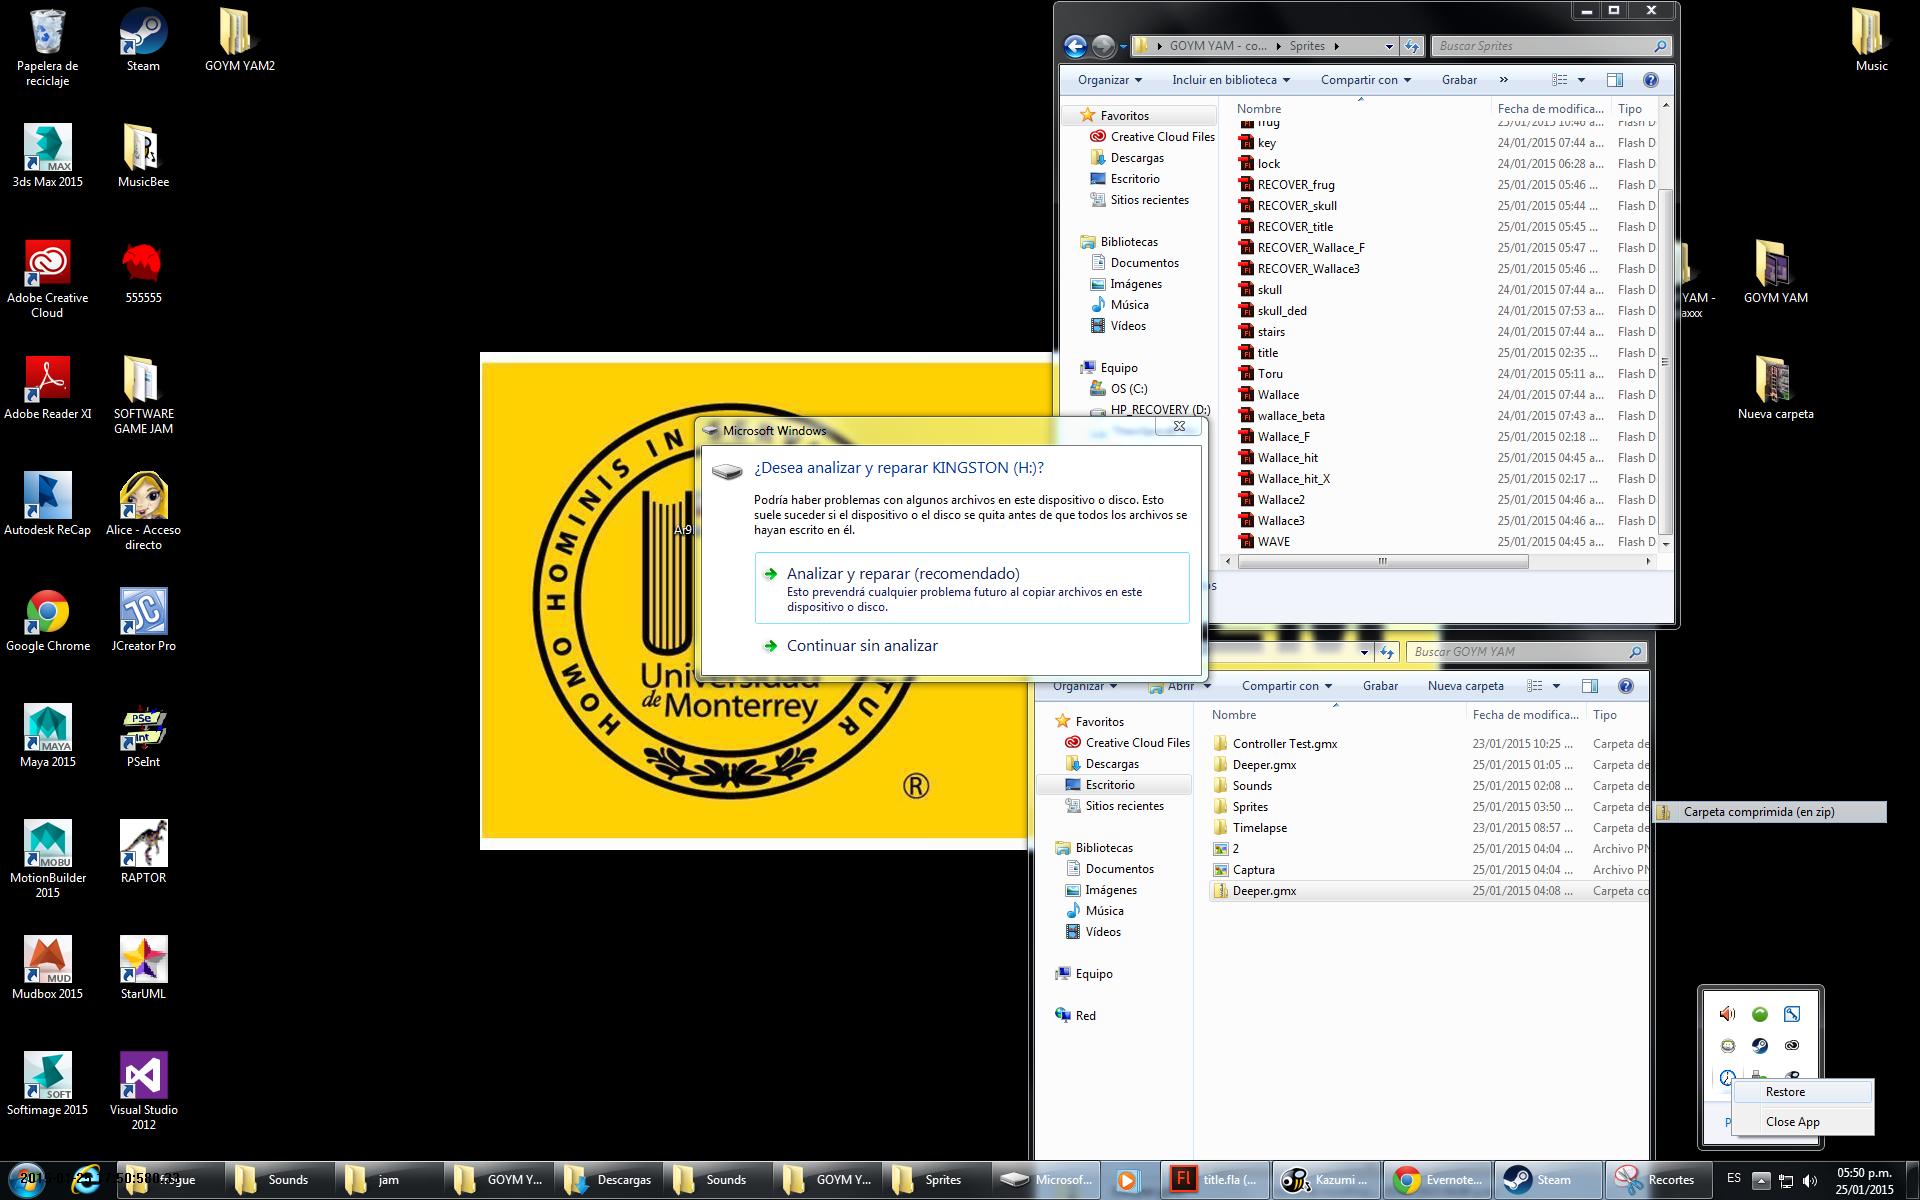 Papelera de
reciclaje
Steam
GOYM YAM2
3ds Max 2015
MusicBee
Adobe Creative
Cloud
555555
Adobe Reader XI
SOFTWARE
GAME JAM
Autodesk ReCap
Alice - Acceso
directo
Google Chrome
JCreator Pro
Maya 2015
PSeInt
MotionBuilder
2015
RAPTOR
Mudbox 2015
StarUML
Softimage 2015
Visual Studio
2012
MAX
MAYA
MOBU
MUD
SOFT
HOMO HOMINIS IN
TUR
Universidad
de Monterrey
®
GOYM YAM - co... Sprites
Buscar Sprites
Organizar Incluir en biblioteca Compartir con Grabar »
Favoritos
Creative Cloud Files
Descargas
Escritorio
Sitios recientes
Bibliotecas
Documentos
Imágenes
Música
Vídeos
Equipo
OS (C:)
HP_RECOVERY (D:)
Nombre Fecha de modifica... Tipo
frug 25/01/2015 10:46 a... Flash D
key 24/01/2015 07:44 a... Flash D
lock 24/01/2015 06:28 a... Flash D
RECOVER_frug 25/01/2015 05:46 ... Flash D
RECOVER_skull 25/01/2015 05:44 ... Flash D
RECOVER_title 25/01/2015 05:45 ... Flash D
RECOVER_Wallace_F 25/01/2015 05:47 ... Flash D
RECOVER_Wallace3 25/01/2015 05:46 ... Flash D
skull 24/01/2015 07:44 a... Flash D
skull_ded 24/01/2015 07:53 a... Flash D
stairs 24/01/2015 07:44 a... Flash D
title 25/01/2015 02:35 ... Flash D
Toru 24/01/2015 05:11 a... Flash D
Wallace 24/01/2015 07:44 a... Flash D
wallace_beta 24/01/2015 07:43 a... Flash D
Wallace_F 25/01/2015 02:18 ... Flash D
Wallace_hit 24/01/2015 04:45 a... Flash D
Wallace_hit_X 25/01/2015 02:17 ... Flash D
Wallace2 25/01/2015 04:46 a... Flash D
Wallace3 25/01/2015 04:46 a... Flash D
WAVE 25/01/2015 04:45 a... Flash D
Microsoft Windows
¿Desea analizar y reparar KINGSTON (H:)?
Podría haber problemas con algunos archivos en este dispositivo o disco. Esto
suele suceder si el dispositivo o el disco se quita antes de que todos los archivos se
hayan escrito en él.
Analizar y reparar (recomendado)
Esto prevendrá cualquier problema futuro al copiar archivos en este
dispositivo o disco.
Continuar sin analizar
Buscar GOYM YAM
Organizar Abrir Compartir con Grabar Nueva carpeta
Favoritos
Creative Cloud Files
Descargas
Escritorio
Sitios recientes
Bibliotecas
Documentos
Imágenes
Música
Vídeos
Equipo
Red
Nombre Fecha de modifica... Tipo
Controller Test.gmx 23/01/2015 10:25 ... Carpeta de
Deeper.gmx 25/01/2015 01:05 ... Carpeta de
Sounds 25/01/2015 02:08 ... Carpeta de
Sprites 25/01/2015 03:50 ... Carpeta de
Timelapse 23/01/2015 08:57 ... Carpeta de
2 25/01/2015 04:04 ... Archivo PN
Captura 25/01/2015 04:04 ... Archivo PN
Deeper.gmx 25/01/2015 04:08 ... Carpeta co
Music
YAM -
axxx
GOYM YAM
Nueva carpeta
Carpeta comprimida (en zip)
Restore
Close App
Sounds
jam
GOYM Y...
Descargas
Sounds
GOYM Y...
Sprites
Microsof...
title.fla (...
Kazumi ...
Evernote...
Steam
Recortes
ES
05:50 p.m.
25/01/2015